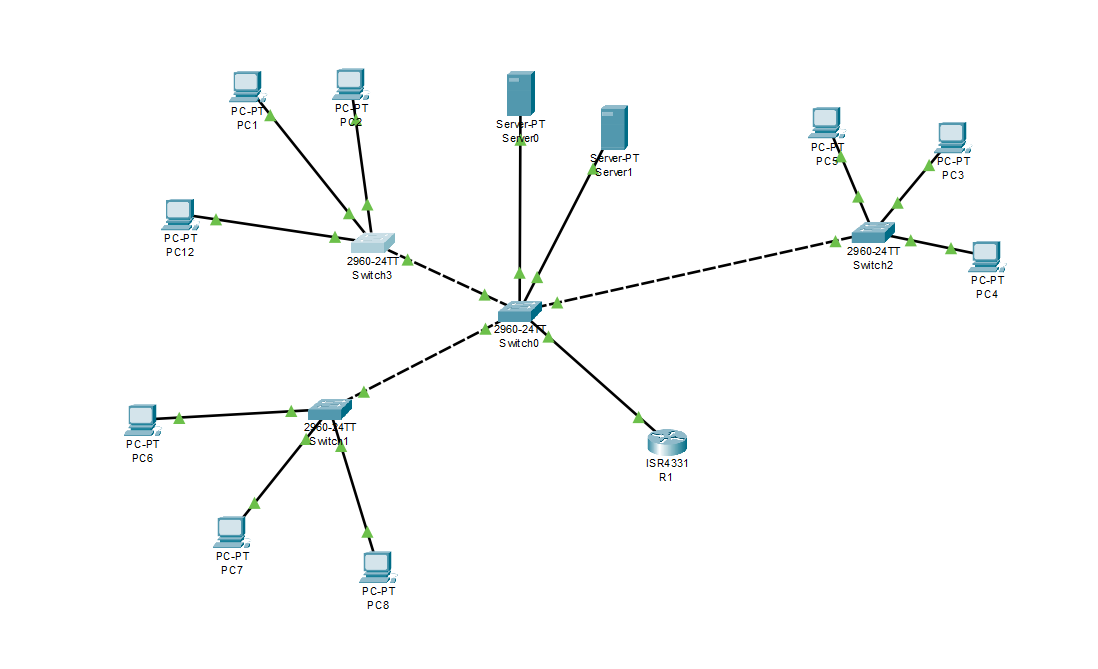 PC-PT
PC1
PC-PT
PC2
Server-PT
Server0
Server-PT
Server1
PC-PT
PC5
PC-PT
PC3
PC-PT
PC12
2960-24TT
Switch3
2960-24TT
Switch2
PC-PT
PC4
2960-24TT
Switch0
2960-24TT
Switch1
PC-PT
PC6
ISR4331
R1
PC-PT
PC7
PC-PT
PC8